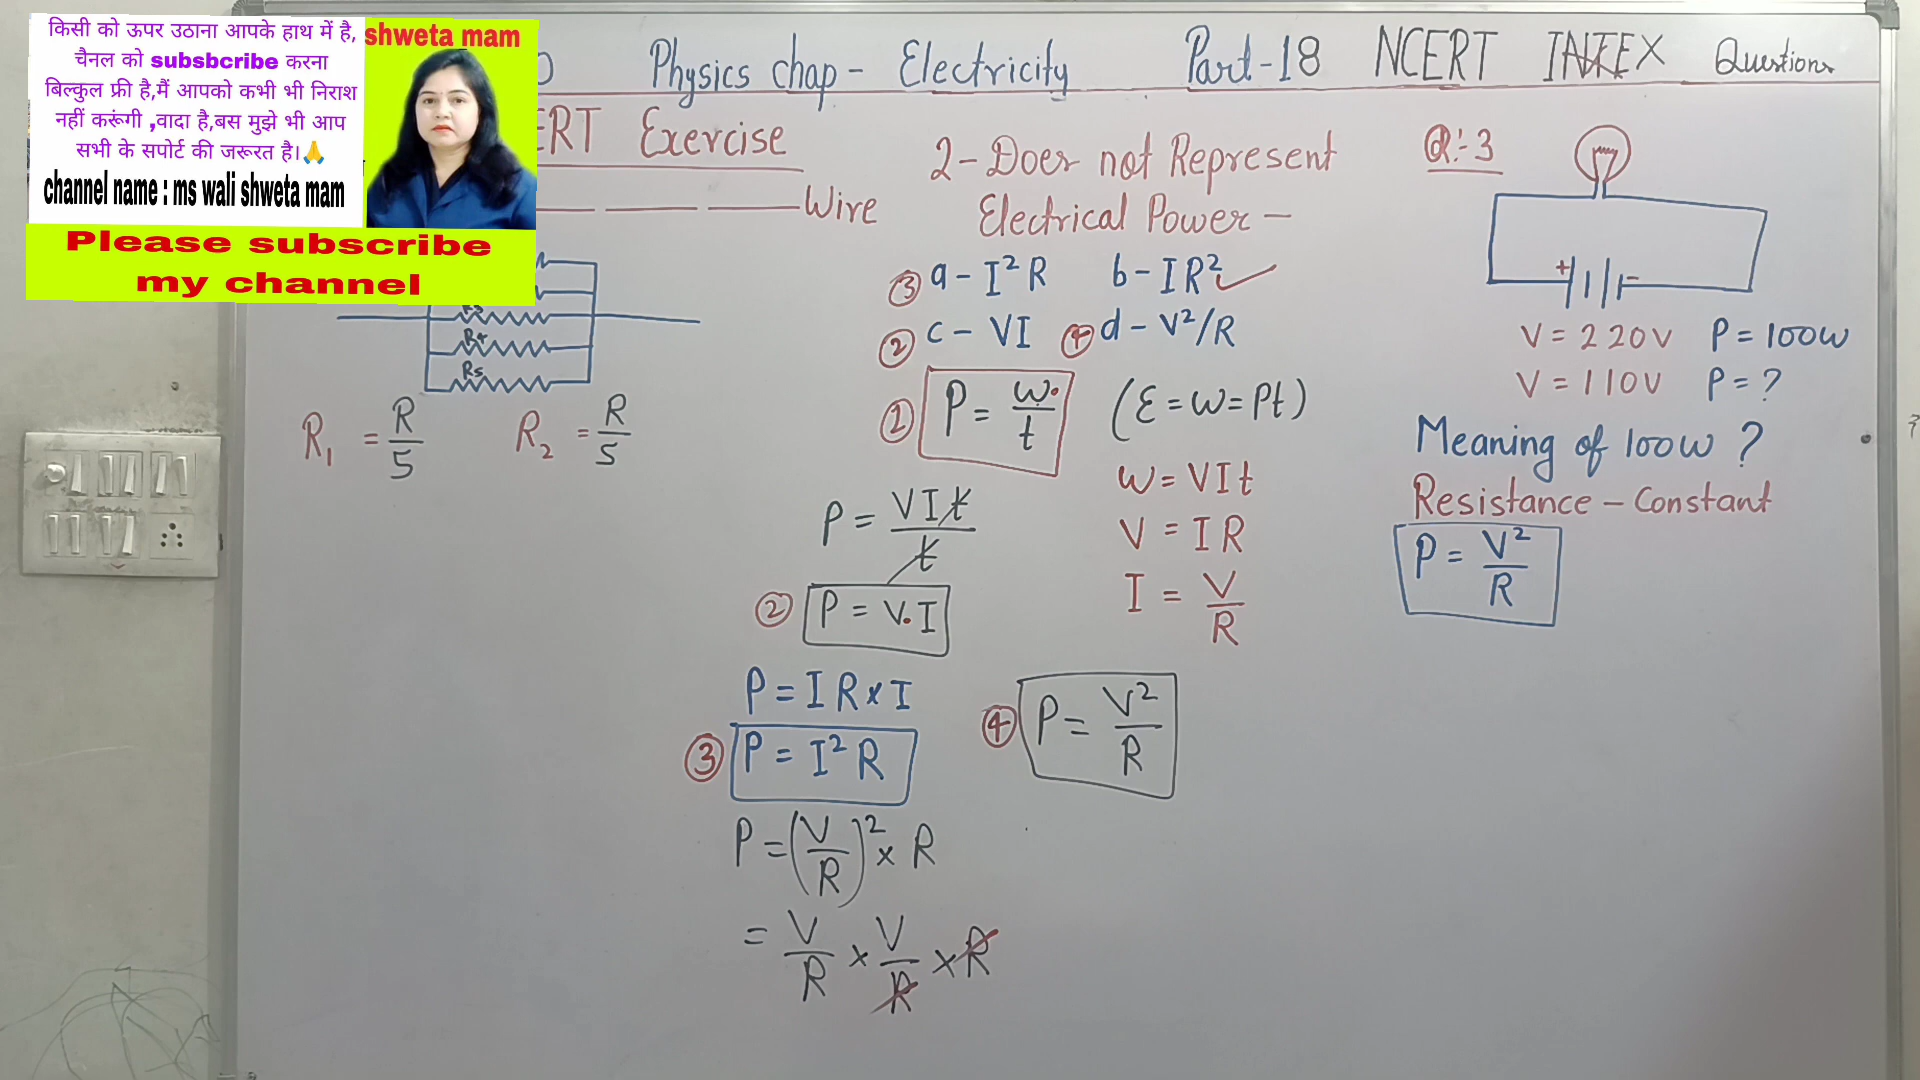 किसी को ऊपर उठाना आपके हाथ में है,
चैनल को subsbcribe करना
बिल्कुल फ्री है,मैं आपको कभी भी निराश
नहीं करूंगी ,वादा है,बस मुझे भी आप
सभी के सपोर्ट की जरूरत है।🙏
channel name : ms wali shweta mam
shweta mam
Please subscribe
my channel
Physics chap - Electricity Part-18 NCERT INTEX Questions
ERT Exercise
Wire
R4
R5
R₁ = R/5 R₂ = R/5
2 - Does not Represent
Electrical Power -
③ a - I²R b - IR² ✓
② c - VI ④ d - V²/R
① P = W/t (E = W = Pt)
W = VIt
P = VIt/t
V = IR
I = V/R
② P = V.I
P = IR×I
③ P = I²R
④ P = V²/R
P = (V/R)² × R
= V/R × V/R × R
Q:-3
+ -
V = 220V P = 100W
V = 110V P = ?
Meaning of 100W ?
Resistance - Constant
P = V²/R